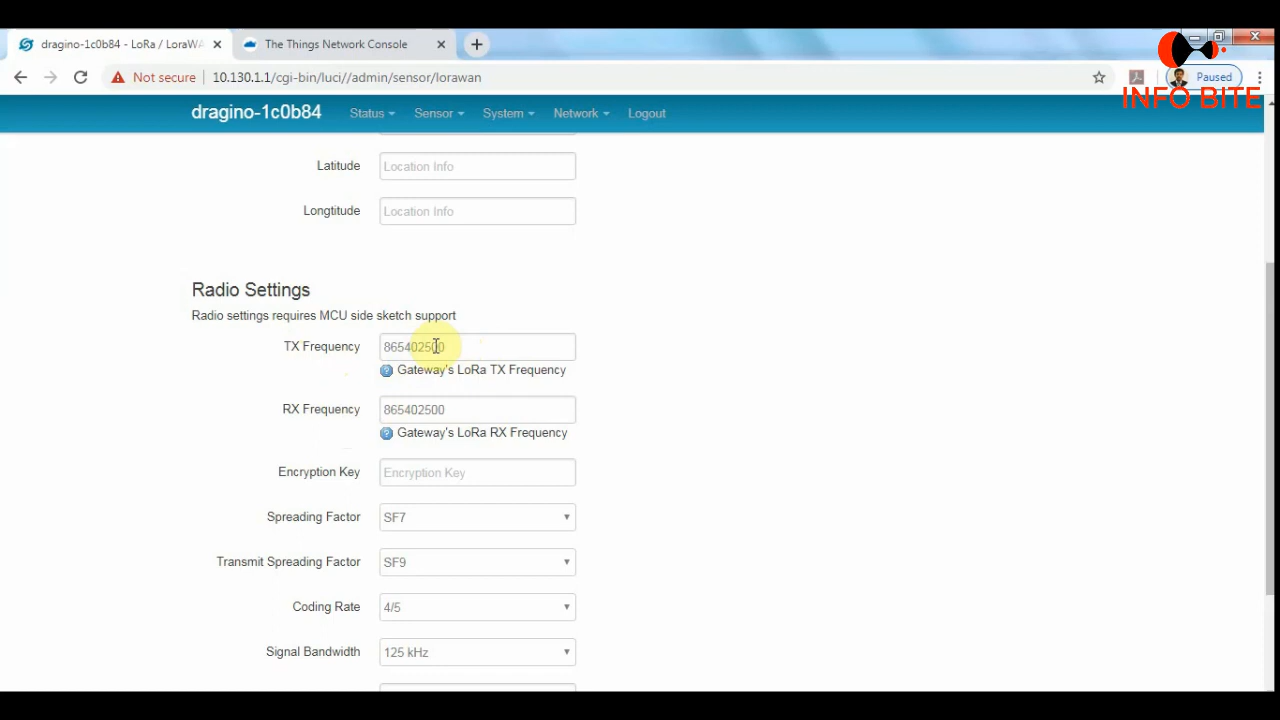 dragino-1c0b84 - LoRa / LoraWA
The Things Network Console
Not secure
10.130.1.1/cgi-bin/luci//admin/sensor/lorawan
Paused
INFO BITE
dragino-1c0b84 Status Sensor System Network Logout
Latitude Location Info
Longtitude Location Info
Radio Settings
Radio settings requires MCU side sketch support
TX Frequency 865402500
Gateway's LoRa TX Frequency
RX Frequency 865402500
Gateway's LoRa RX Frequency
Encryption Key Encryption Key
Spreading Factor SF7
Transmit Spreading Factor SF9
Coding Rate 4/5
Signal Bandwidth 125 kHz